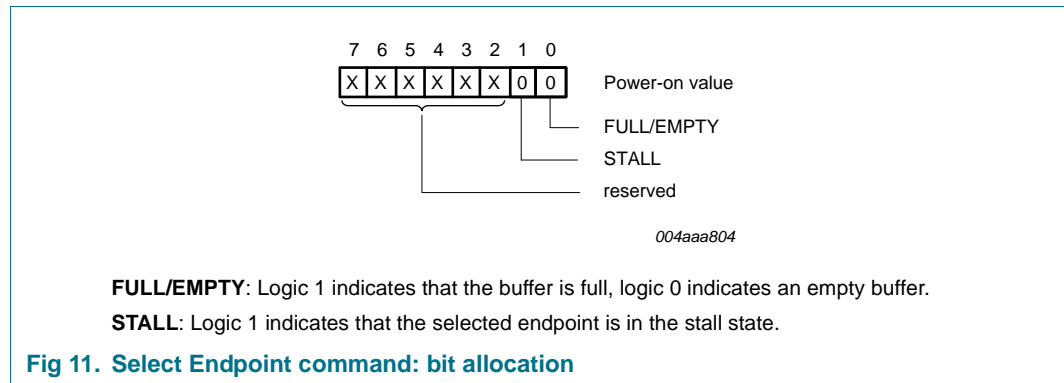 7 6 5 4 3 2 1 0
X X X X X X 0 0 Power-on value
FULL/EMPTY
STALL
reserved
004aaa804
FULL/EMPTY: Logic 1 indicates that the buffer is full, logic 0 indicates an empty buffer.
STALL: Logic 1 indicates that the selected endpoint is in the stall state.
Fig 11. Select Endpoint command: bit allocation